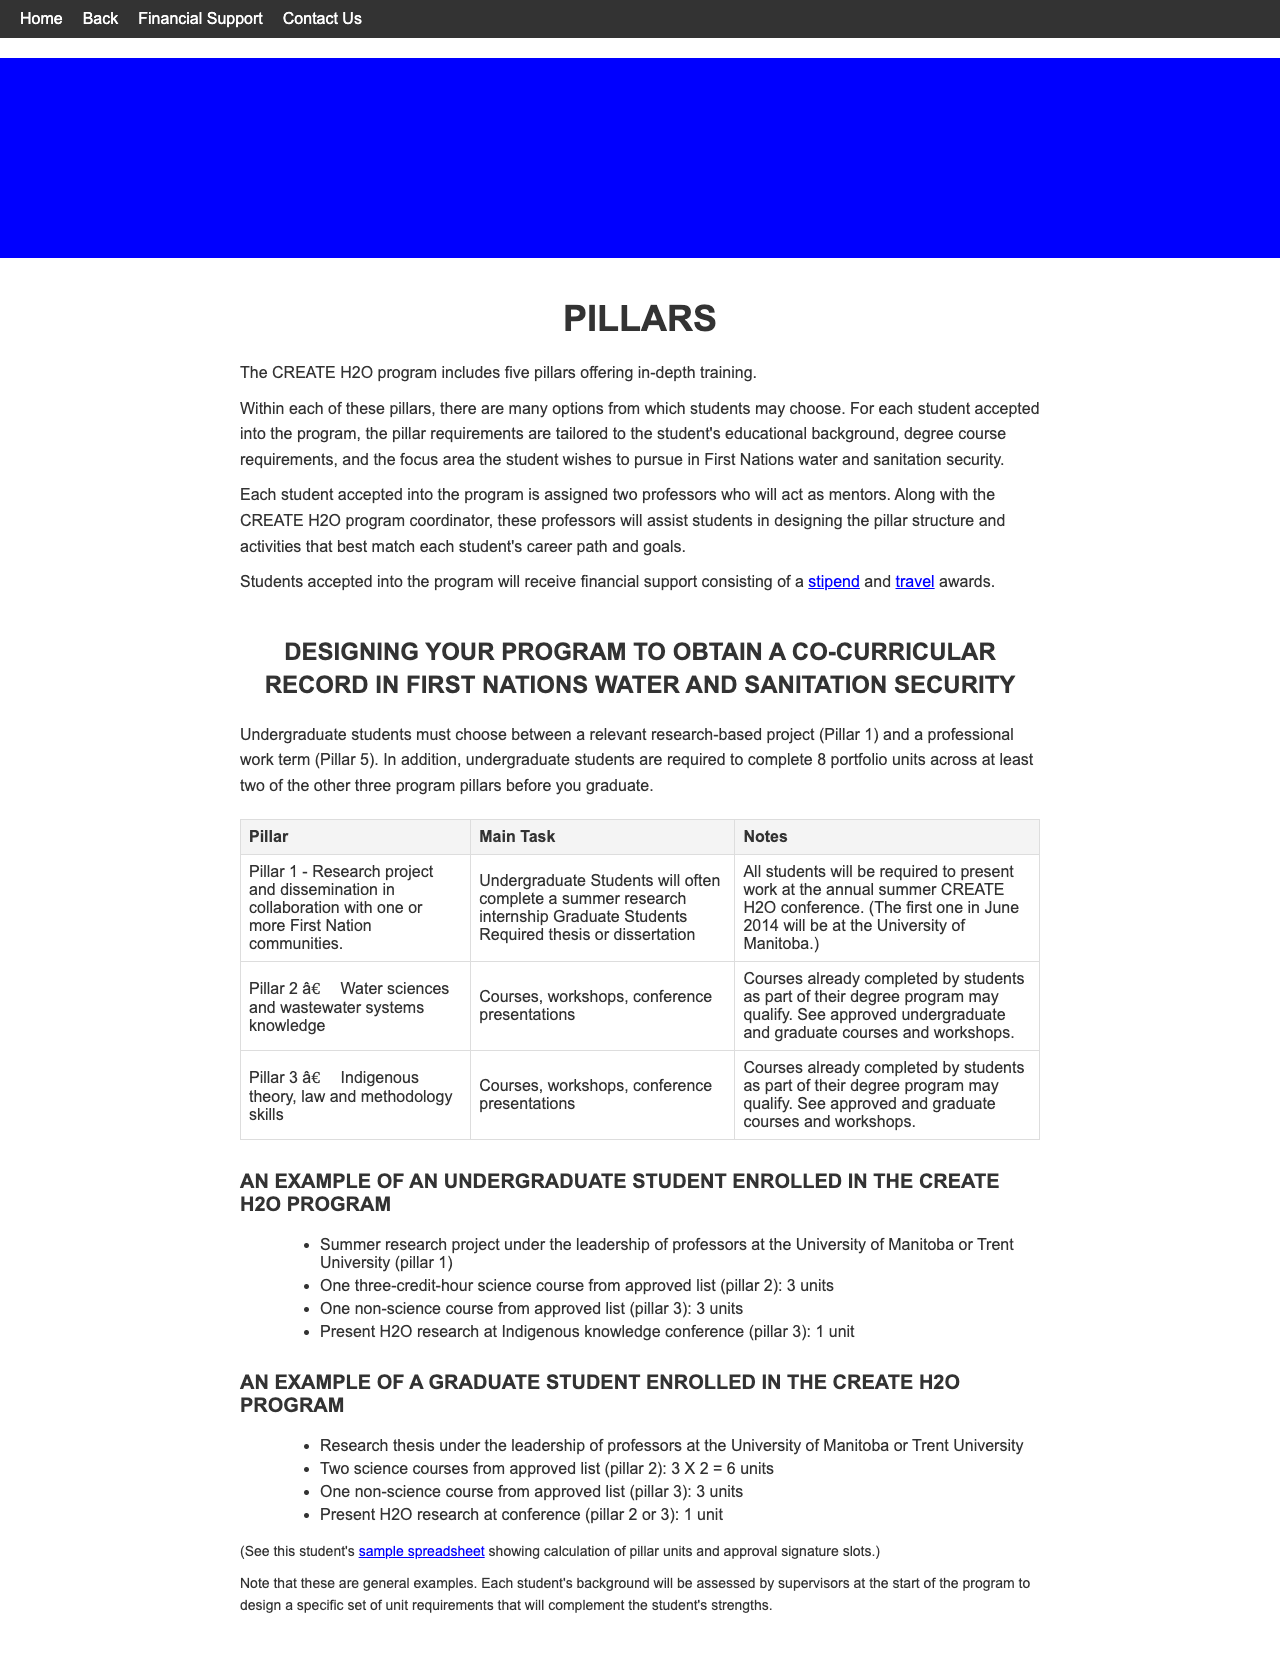 Home Back Financial Support Contact Us
PILLARS
The CREATE H2O program includes five pillars offering in-depth training.
Within each of these pillars, there are many options from which students may choose. For each student accepted
into the program, the pillar requirements are tailored to the student's educational background, degree course
requirements, and the focus area the student wishes to pursue in First Nations water and sanitation security.
Each student accepted into the program is assigned two professors who will act as mentors. Along with the
CREATE H2O program coordinator, these professors will assist students in designing the pillar structure and
activities that best match each student's career path and goals.
Students accepted into the program will receive financial support consisting of a stipend and travel awards.
DESIGNING YOUR PROGRAM TO OBTAIN A CO-CURRICULAR
RECORD IN FIRST NATIONS WATER AND SANITATION SECURITY
Undergraduate students must choose between a relevant research-based project (Pillar 1) and a professional
work term (Pillar 5). In addition, undergraduate students are required to complete 8 portfolio units across at least
two of the other three program pillars before you graduate.
Pillar Main Task Notes
Pillar 1 - Research project
and dissemination in
collaboration with one or
more First Nation
communities.
Undergraduate Students will often
complete a summer research
internship Graduate Students
Required thesis or dissertation
All students will be required to present
work at the annual summer CREATE
H2O conference. (The first one in June
2014 will be at the University of
Manitoba.)
Pillar 2 â€ Water sciences
and wastewater systems
knowledge
Courses, workshops, conference
presentations
Courses already completed by students
as part of their degree program may
qualify. See approved undergraduate
and graduate courses and workshops.
Pillar 3 â€ Indigenous
theory, law and methodology
skills
Courses, workshops, conference
presentations
Courses already completed by students
as part of their degree program may
qualify. See approved and graduate
courses and workshops.
AN EXAMPLE OF AN UNDERGRADUATE STUDENT ENROLLED IN THE CREATE
H2O PROGRAM
• Summer research project under the leadership of professors at the University of Manitoba or Trent
University (pillar 1)
• One three-credit-hour science course from approved list (pillar 2): 3 units
• One non-science course from approved list (pillar 3): 3 units
• Present H2O research at Indigenous knowledge conference (pillar 3): 1 unit
AN EXAMPLE OF A GRADUATE STUDENT ENROLLED IN THE CREATE H2O
PROGRAM
• Research thesis under the leadership of professors at the University of Manitoba or Trent University
• Two science courses from approved list (pillar 2): 3 X 2 = 6 units
• One non-science course from approved list (pillar 3): 3 units
• Present H2O research at conference (pillar 2 or 3): 1 unit
(See this student's sample spreadsheet showing calculation of pillar units and approval signature slots.)
Note that these are general examples. Each student's background will be assessed by supervisors at the start of the program to
design a specific set of unit requirements that will complement the student's strengths.